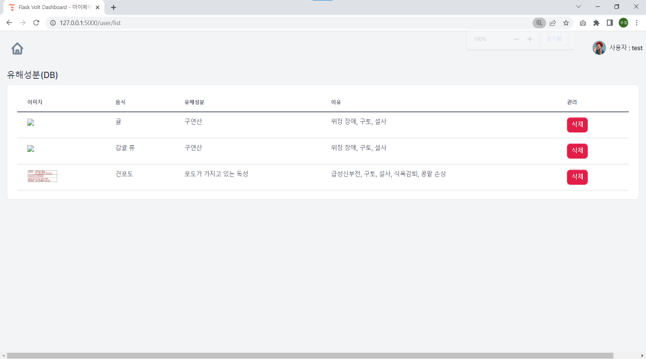 Flask Volt Dashboard - 마이페이
127.0.0.1:5000/user/list
100%
사용자 : test
유해성분(DB)
이미지 음식 유해성분 이유 관리
귤 구연산 위장 장애, 구토, 설사 삭제
감귤 류 구연산 위장 장애, 구토, 설사 삭제
건포도 포도가 가지고 있는 독성 급성신부전, 구토, 설사, 식욕감퇴, 콩팥 손상 삭제